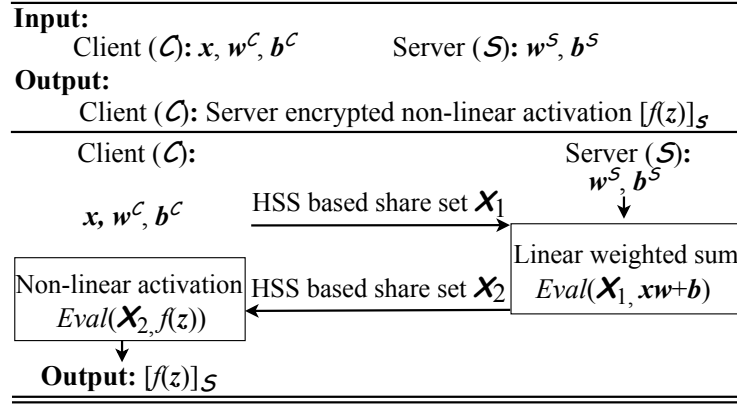 Input:
Client (𝒞): x, w^𝒞, b^𝒞 Server (𝒮): w^𝒮, b^𝒮
Output:
Client (𝒞): Server encrypted non-linear activation [f(z)]_𝒮
Client (𝒞): Server (𝒮):
w^𝒮, b^𝒮
x, w^𝒞, b^𝒞
HSS based share set X_1
Linear weighted sum
Eval(X_1, xw+b)
Non-linear activation
Eval(X_2, f(z))
HSS based share set X_2
Output: [f(z)]_𝒮